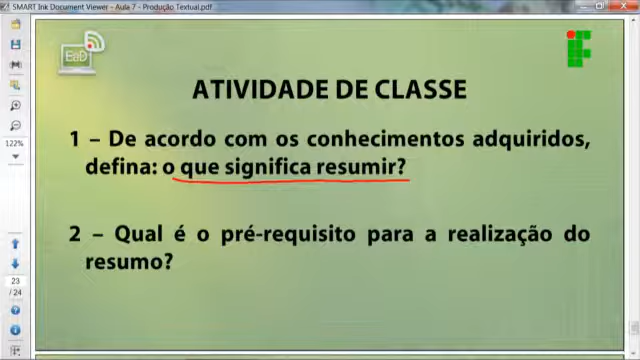 SMART Ink Document Viewer - Aula 7 - Produção Textual.pdf
EaD
ATIVIDADE DE CLASSE
1 – De acordo com os conhecimentos adquiridos,
defina: o que significa resumir?
122%
2 – Qual é o pré-requisito para a realização do
resumo?
23
/ 24